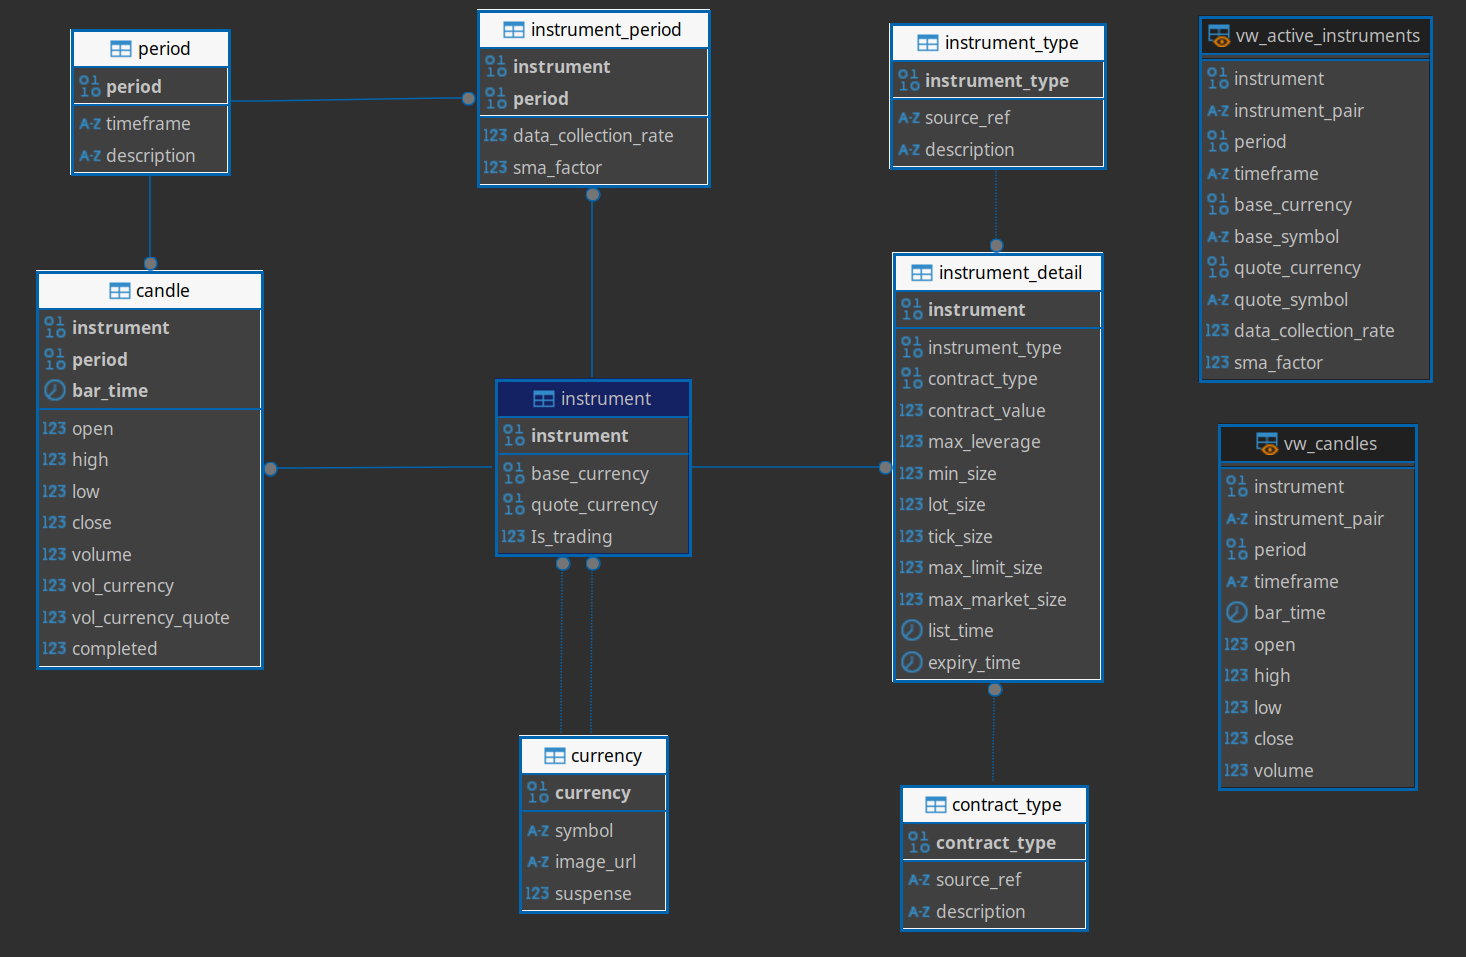 period
period
timeframe
description
instrument_period
instrument
period
data_collection_rate
sma_factor
instrument_type
instrument_type
source_ref
description
vw_active_instruments
instrument
instrument_pair
period
timeframe
base_currency
base_symbol
quote_currency
quote_symbol
data_collection_rate
sma_factor
candle
instrument
period
bar_time
open
high
low
close
volume
vol_currency
vol_currency_quote
completed
instrument
instrument
base_currency
quote_currency
Is_trading
instrument_detail
instrument
instrument_type
contract_type
contract_value
max_leverage
min_size
lot_size
tick_size
max_limit_size
max_market_size
list_time
expiry_time
vw_candles
instrument
instrument_pair
period
timeframe
bar_time
open
high
low
close
volume
currency
currency
symbol
image_url
suspense
contract_type
contract_type
source_ref
description